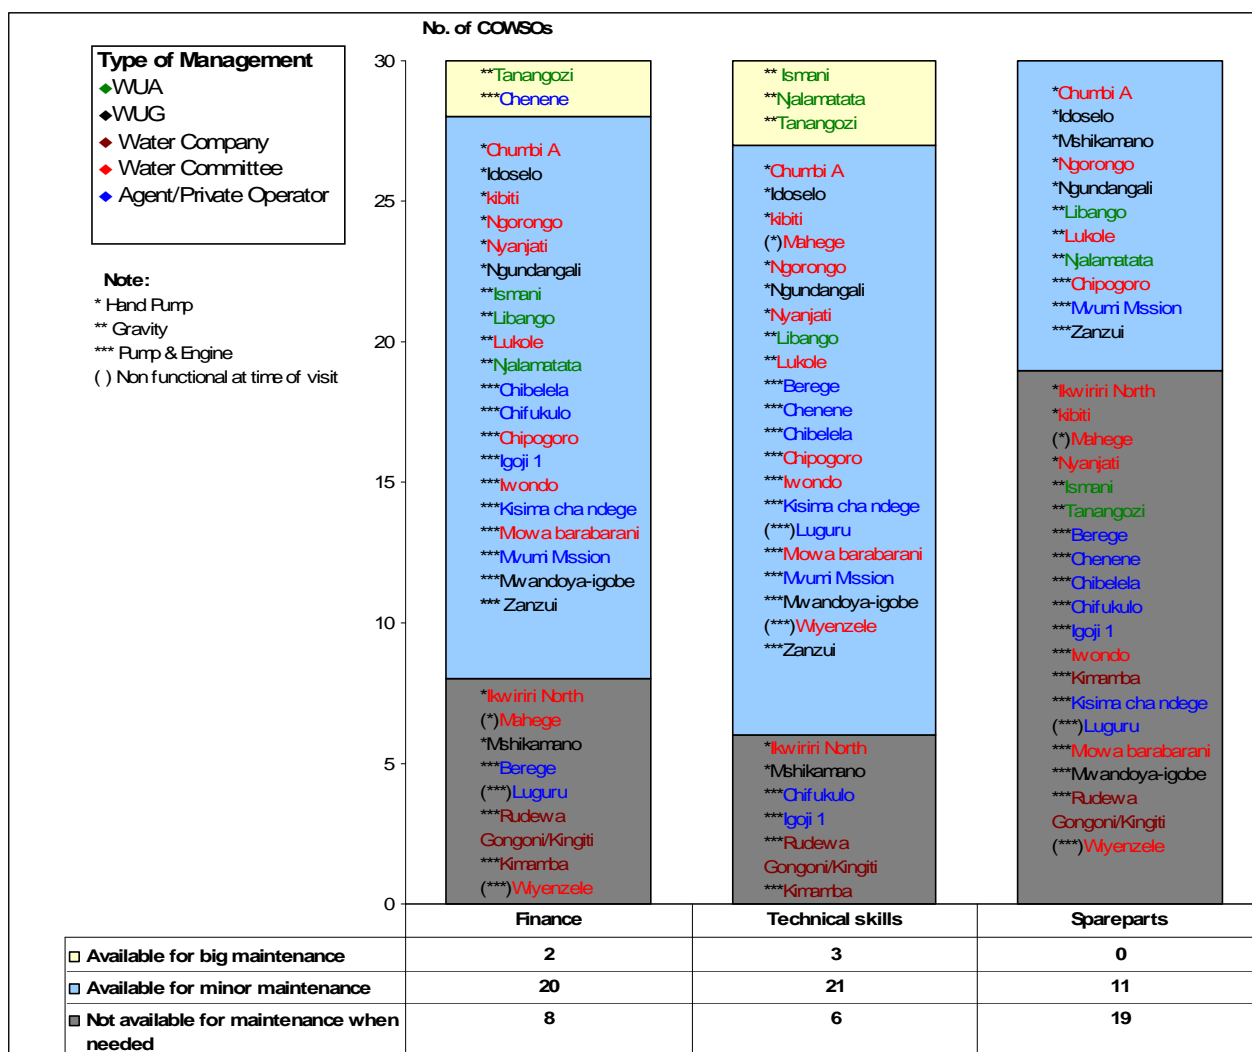 No. of COWSOs
Type of Management
WUA
WUG
Water Company
Water Committee
Agent/Private Operator
Note:
* Hand Pump
** Gravity
*** Pump & Engine
( ) Non functional at time of visit
30
25
20
15
10
5
0
**Tanangozi
***Chenene
*Chumbi A
*Idoselo
*kibiti
*Ngorongo
*Nyanjati
*Ngundangali
**Ismani
**Libango
**Lukole
**Njalamatata
***Chibelela
***Chifukulo
***Chipogoro
***Igoji 1
***Iwondo
***Kisima cha ndege
***Mlowa barabarani
***Mvumi Mission
***Mwandoya-igobe
*** Zanzui
*Ikwiriri North
(*)Mahege
*Mshikamano
***Berege
(***)Luguru
***Rudewa
Gongoni/Kingiti
***Kimamba
(***)Wiyenzele
** Ismani
**Njalamatata
**Tanangozi
*Chumbi A
*Idoselo
*kibiti
(*)Mahege
*Ngorongo
*Ngundangali
*Nyanjati
**Libango
**Lukole
***Berege
***Chenene
***Chibelela
***Chipogoro
***Iwondo
***Kisima cha ndege
(***)Luguru
***Mlowa barabarani
***Mvumi Mission
***Mwandoya-igobe
(***)Wiyenzele
***Zanzui
*Ikwiriri North
*Mshikamano
***Chifukulo
***Igoji 1
***Rudewa
Gongoni/Kingiti
***Kimamba
*Chumbi A
*Idoselo
*Mshikamano
*Ngorongo
*Ngundangali
**Libango
**Lukole
**Njalamatata
***Chipogoro
***Mvumi Mission
***Zanzui
*Ikwiriri North
*kibiti
(*)Mahege
*Nyanjati
**Ismani
**Tanangozi
***Berege
***Chenene
***Chibelela
***Chifukulo
***Igoji 1
***Iwondo
***Kimamba
***Kisima cha ndege
(***)Luguru
***Mlowa barabarani
***Mwandoya-igobe
***Rudewa
Gongoni/Kingiti
(***)Wiyenzele
Finance Technical skills Spareparts
Available for big maintenance 2 3 0
Available for minor maintenance 20 21 11
Not available for maintenance when 8 6 19
needed